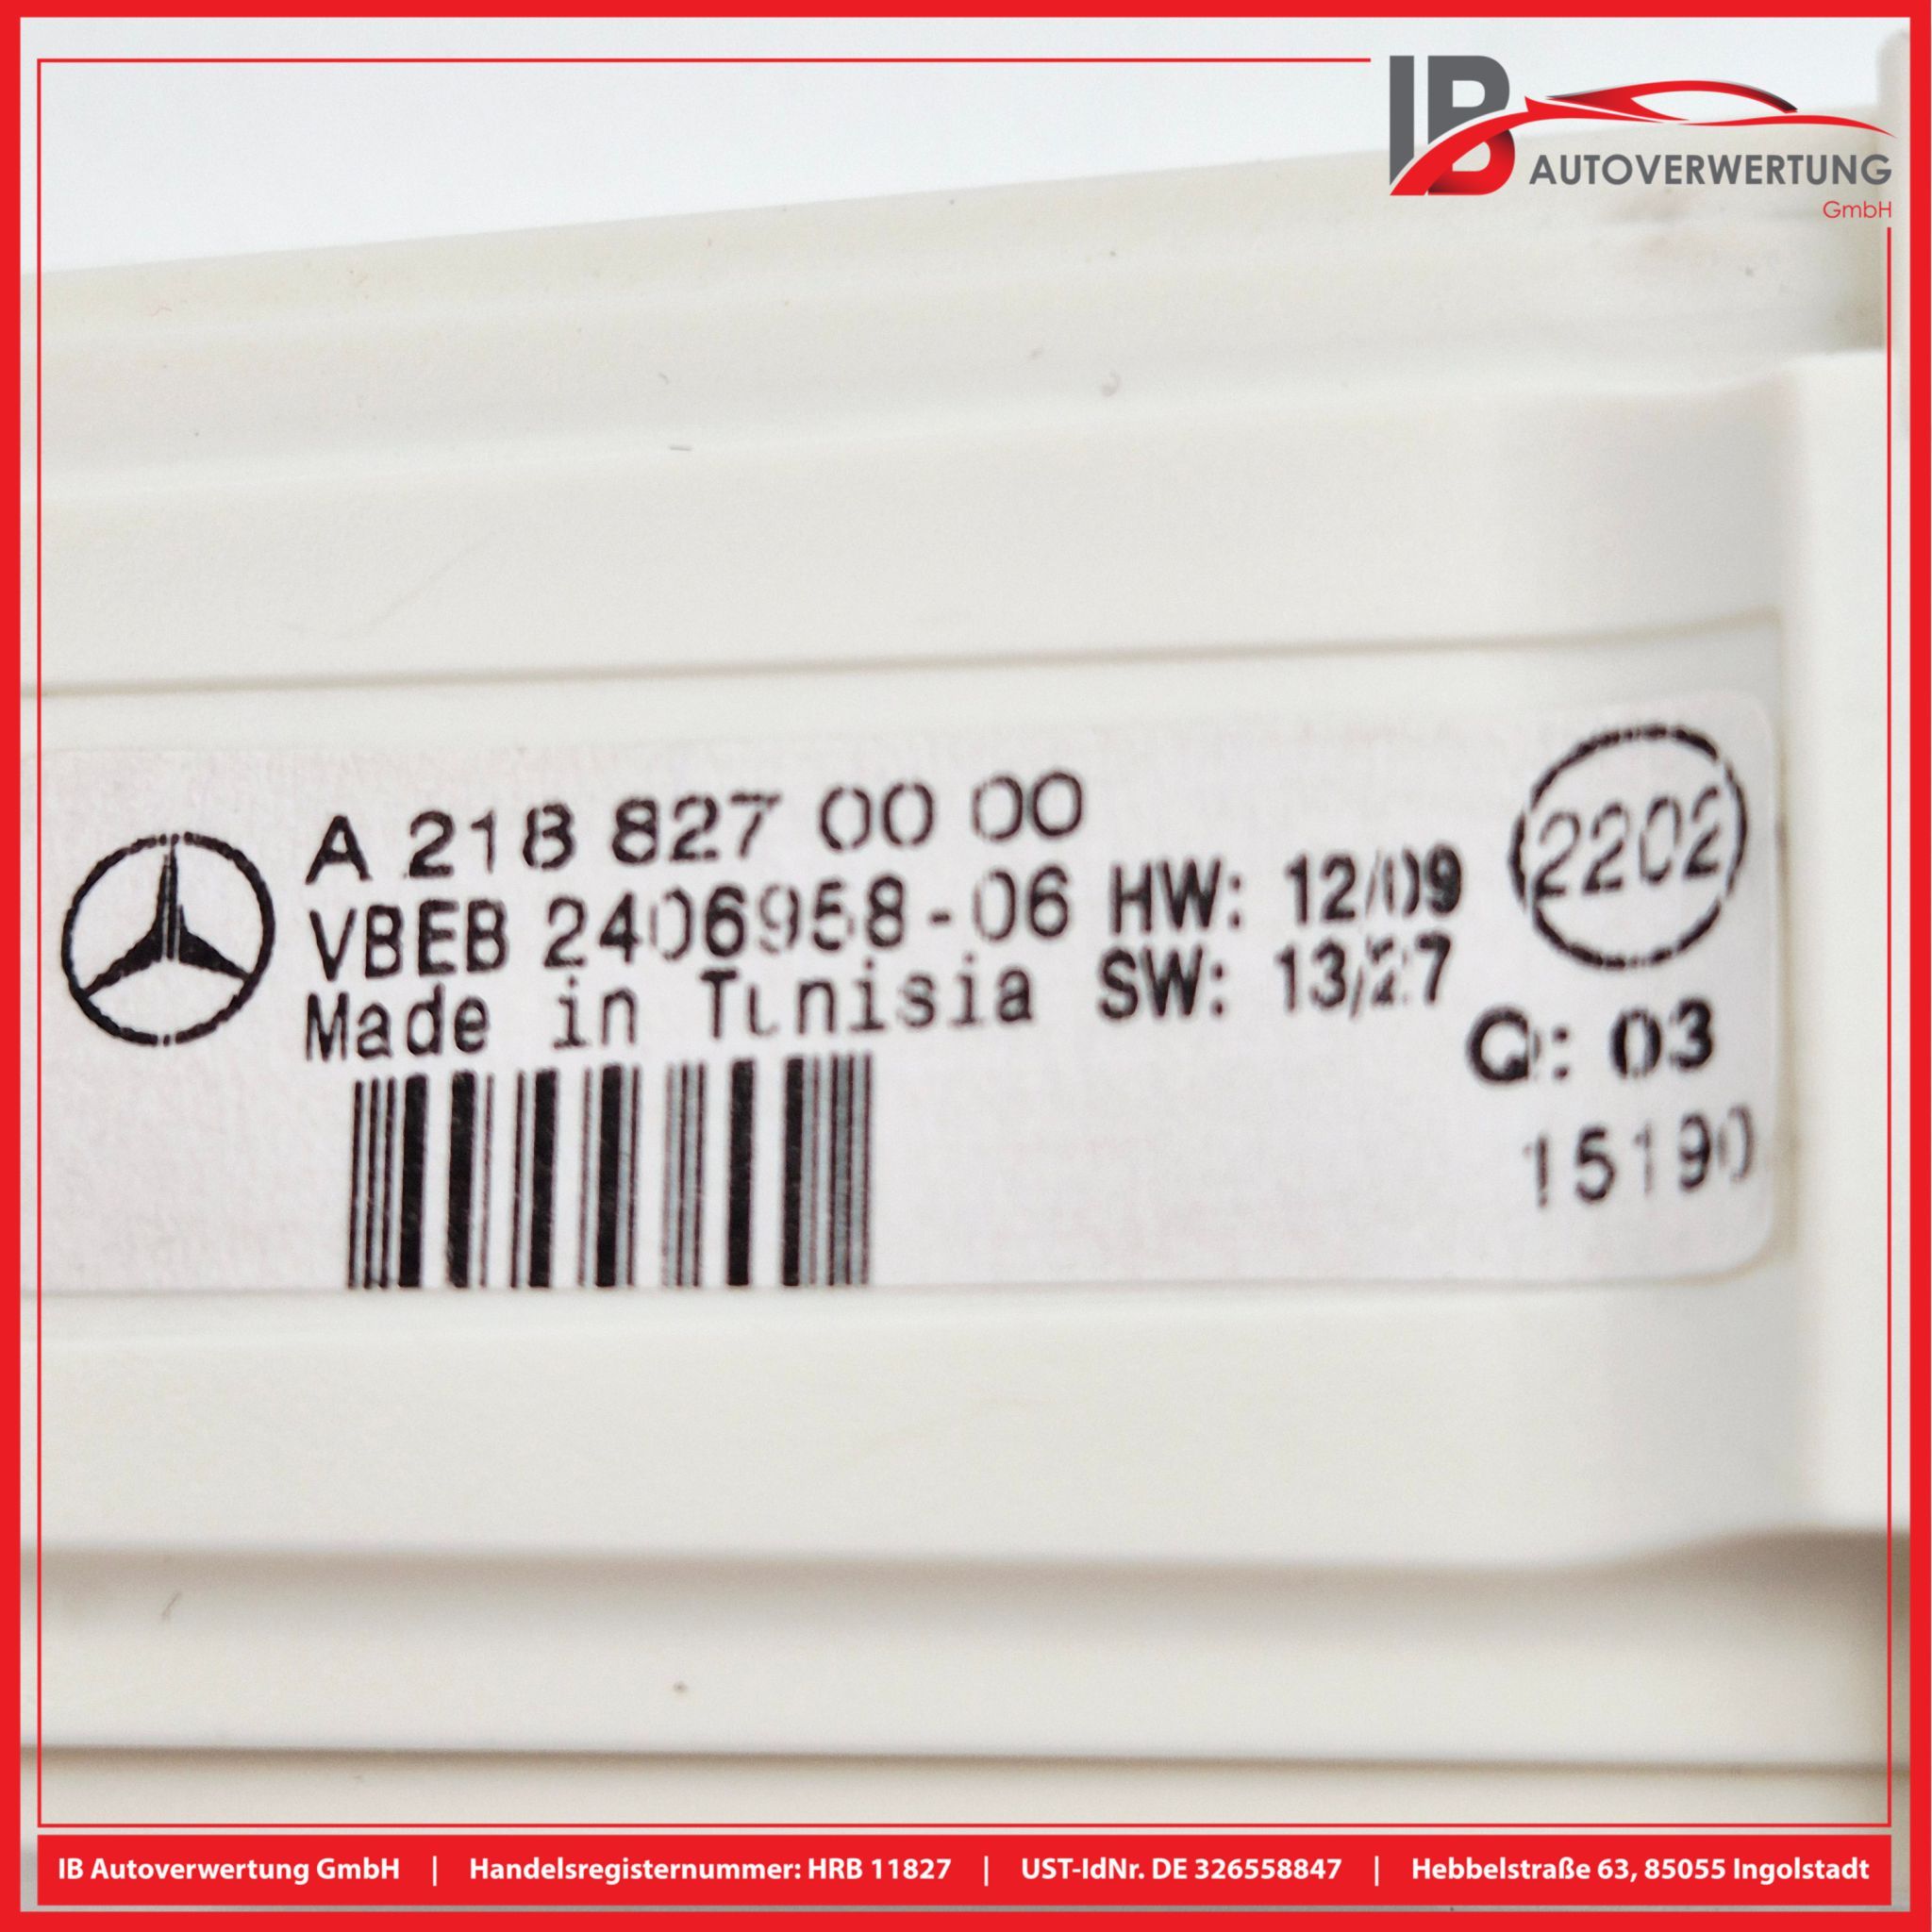 IB AUTOVERWERTUNG
GmbH
A 218 827 00 00
VBEB 2406958-06 HW: 12/09
Made in Tunisia SW: 13/27
2202
Q: 03
15190
IB Autoverwertung GmbH | Handelsregisternummer: HRB 11827 | UST-IdNr. DE 326558847 | Hebbelstraße 63, 85055 Ingolstadt